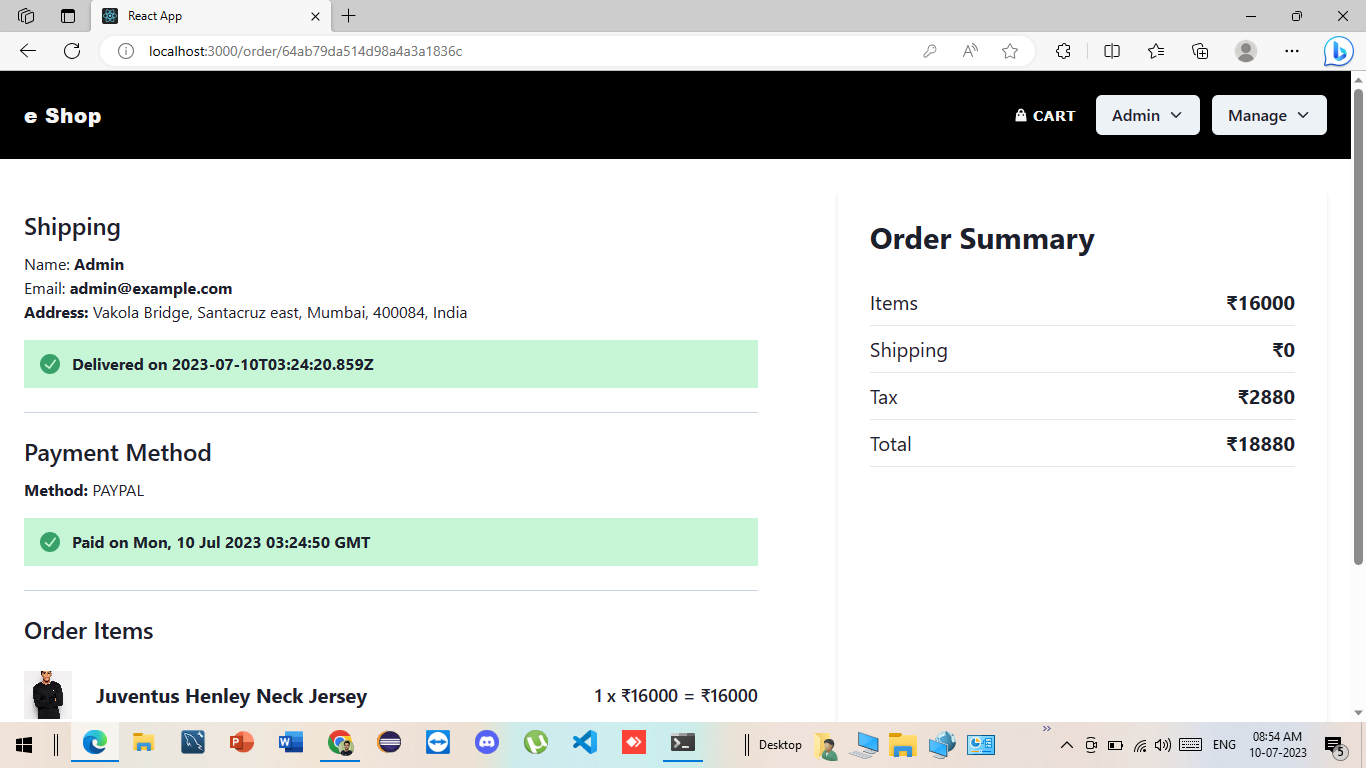 React App
localhost:3000/order/64ab79da514d98a4a3a1836c
e Shop
CART
Admin
Manage
Shipping
Name: Admin
Email: admin@example.com
Address: Vakola Bridge, Santacruz east, Mumbai, 400084, India
Delivered on 2023-07-10T03:24:20.859Z
Payment Method
Method: PAYPAL
Paid on Mon, 10 Jul 2023 03:24:50 GMT
Order Items
Juventus Henley Neck Jersey
1 x ₹16000 = ₹16000
Order Summary
Items ₹16000
Shipping ₹0
Tax ₹2880
Total ₹18880
Desktop
ENG
08:54 AM
10-07-2023
5